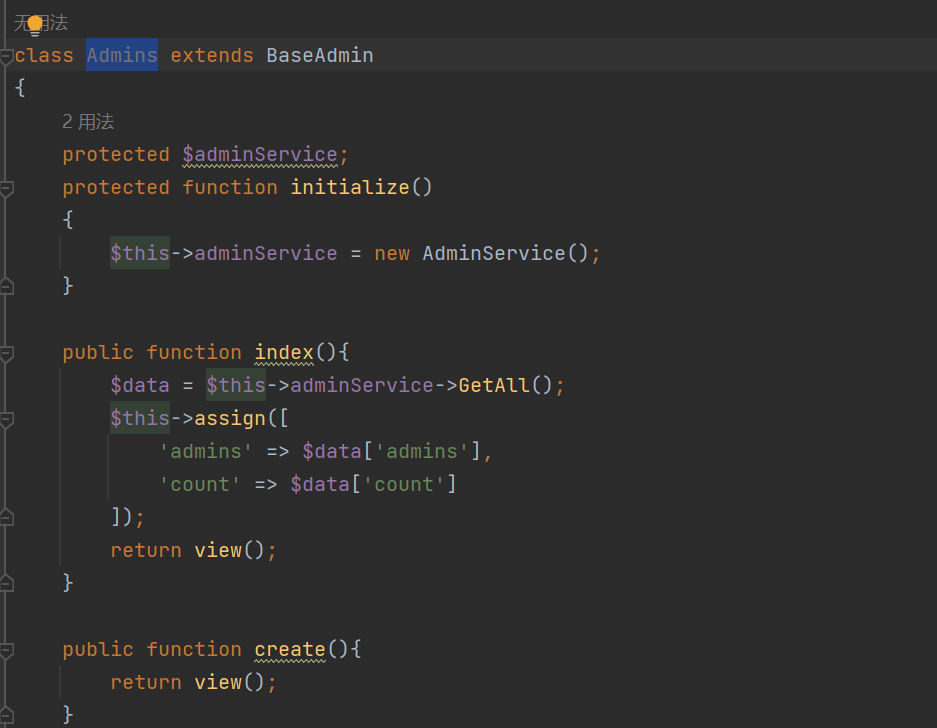 无用法
class Admins extends BaseAdmin
{
2 用法
protected $adminService;
protected function initialize()
{
$this->adminService = new AdminService();
}
public function index(){
$data = $this->adminService->GetAll();
$this->assign([
'admins' => $data['admins'],
'count' => $data['count']
]);
return view();
}
public function create(){
return view();
}